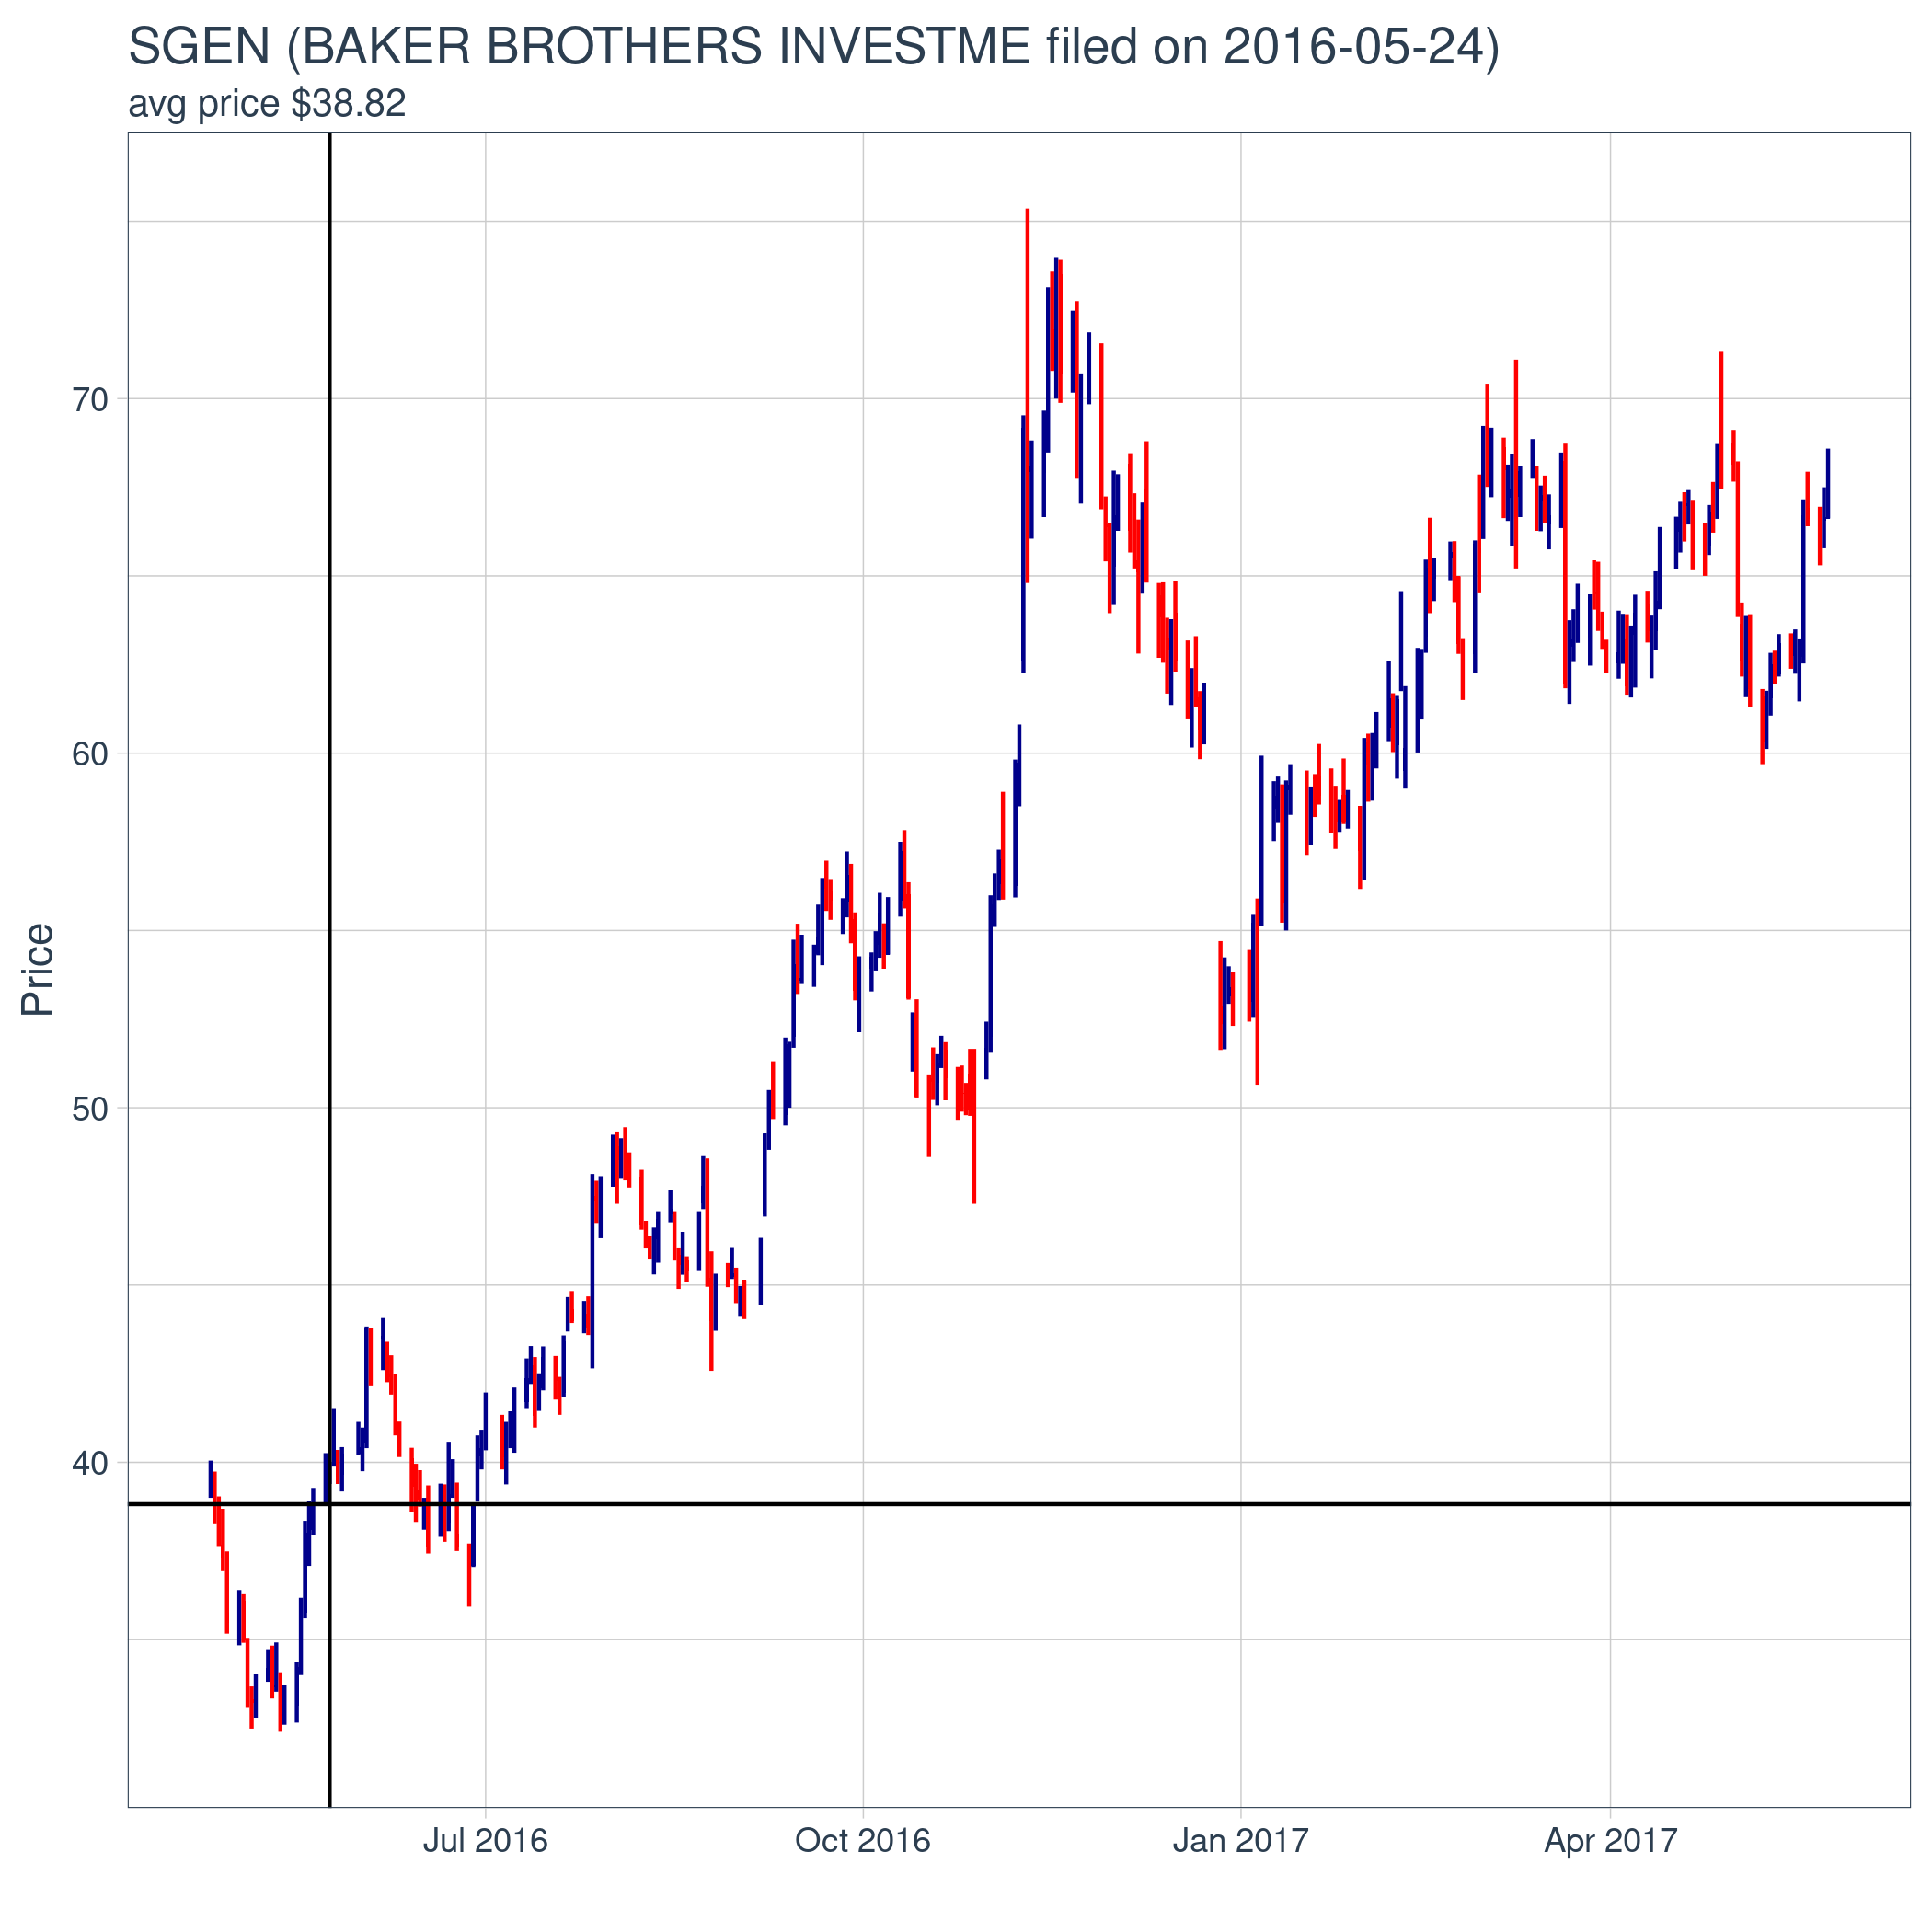 SGEN (BAKER BROTHERS INVESTME filed on 2016-05-24)
avg price $38.82
70
60
50
40
Price
Jul 2016
Oct 2016
Jan 2017
Apr 2017